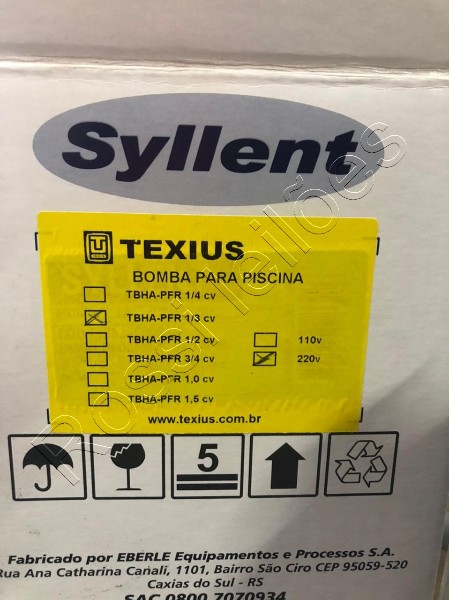 Syllent
TEXIUS
BOMBA PARA PISCINA
TBHA-PFR 1/4 cv
TBHA-PFR 1/3 cv
TBHA-PFR 1/2 cv 110v
TBHA-PFR 3/4 cv 220v
TBHA-PFR 1,0 cv
TBHA-PFR 1,5 cv
www.texius.com.br
5
Fabricado por EBERLE Equipamentos e Processos S.A.
Rua Ana Catharina Canali, 1101, Bairro São Ciro CEP 95059-520
Caxias do Sul - RS
SAC 0800 7070934
Rossi leilões